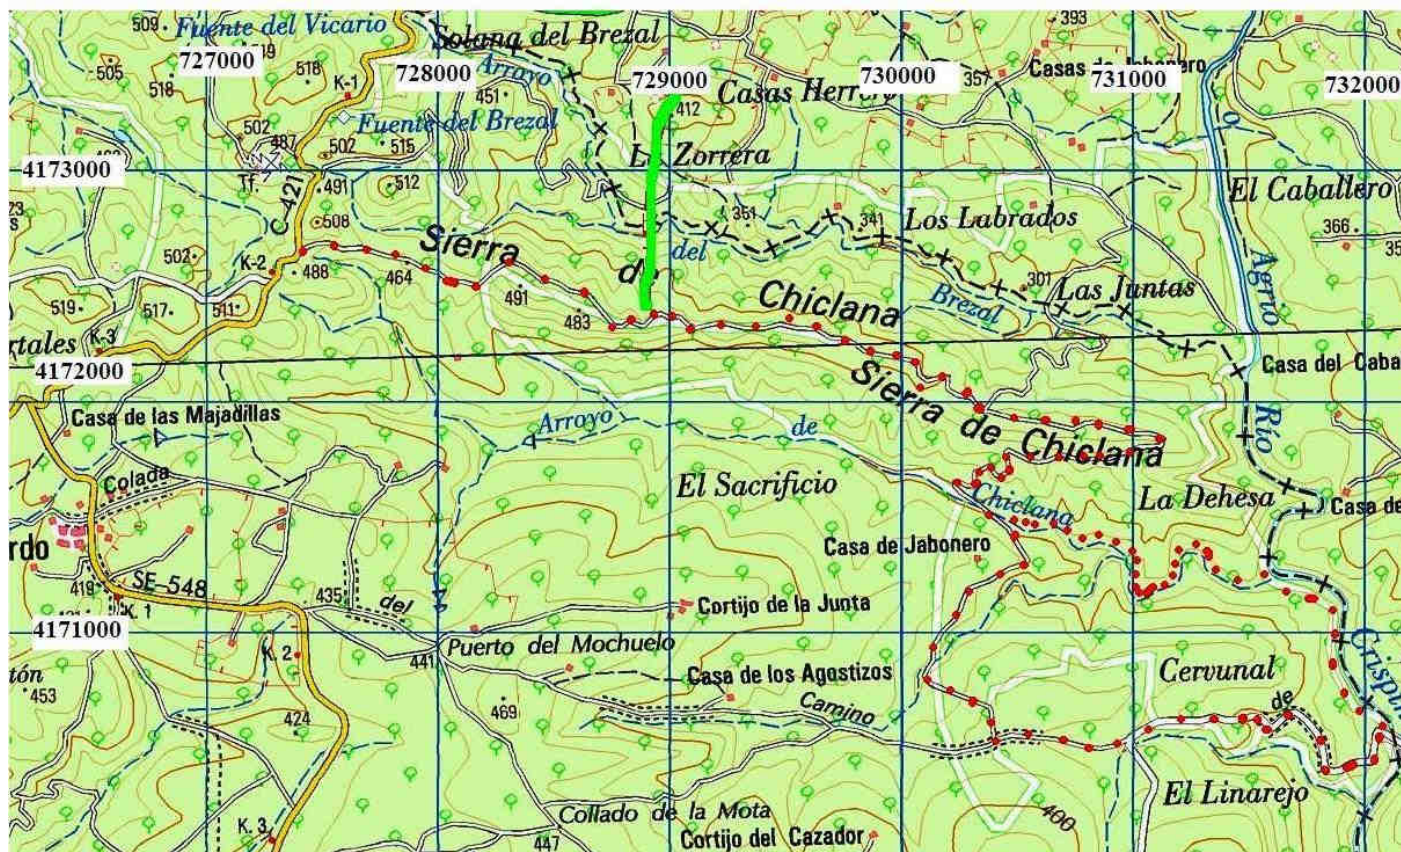 509
Fuente del Vicario
Solana del Brezal
393
727000
519
728000
Arroyo
729000
730000
357
Casas de Jabonero
731000
732000
505
518
518
K-1
451
412
Casas Herrero
502
487
Fuente del Brezal
502
515
La Zorrera
4173000
Tf.
491
512
El Caballero
23
C-421
508
Sierra
351
341
Los Labrados
366
35
502
K-2
488
464
de
del
301
Las Juntas
Agrio
519
517
511
491
483
Chiclana
Brezal
rtales
K-3
4172000
Casa del Caba
Casa de las Majadillas
Arroyo
de
Sierra de Chiclana
Río
Colada
El Sacrificio
Chiclana
La Dehesa
Casa de
rdo
Casa de Jabonero
419
SE-548
435
del
K. 1
Cortijo de la Junta
4171000
Puerto del Mochuelo
441
K. 2
Casa de los Agostizos
Cervunal
Crispin
tón
453
424
469
Camino
de
El Linarejo
Collado de la Mota
400
K. 3
447
Cortijo del Cazador